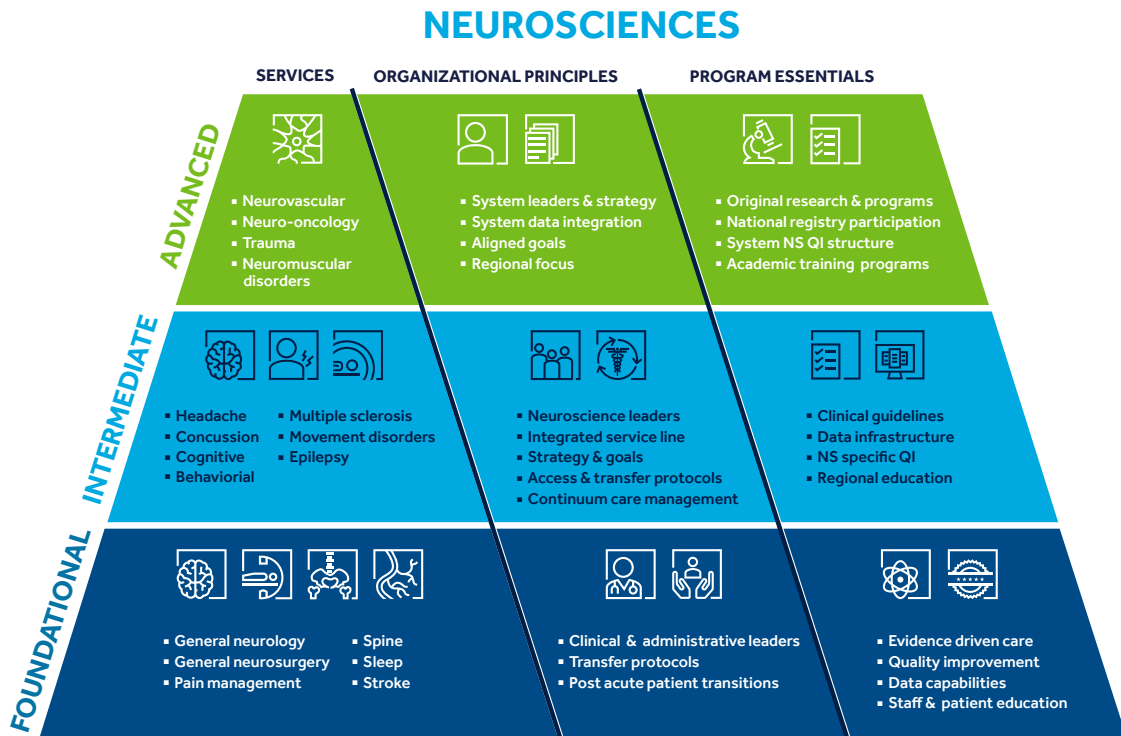 NEUROSCIENCES
SERVICES
ORGANIZATIONAL PRINCIPLES
PROGRAM ESSENTIALS
ADVANCED
▪ Neurovascular
▪ Neuro-oncology
▪ Trauma
▪ Neuromuscular
disorders
▪ System leaders & strategy
▪ System data integration
▪ Aligned goals
▪ Regional focus
▪ Original research & programs
▪ National registry participation
▪ System NS QI structure
▪ Academic training programs
INTERMEDIATE
▪ Headache
▪ Concussion
▪ Cognitive
▪ Behaviorial
▪ Multiple sclerosis
▪ Movement disorders
▪ Epilepsy
▪ Neuroscience leaders
▪ Integrated service line
▪ Strategy & goals
▪ Access & transfer protocols
▪ Continuum care management
▪ Clinical guidelines
▪ Data infrastructure
▪ NS specific QI
▪ Regional education
FOUNDATIONAL
▪ General neurology
▪ General neurosurgery
▪ Pain management
▪ Spine
▪ Sleep
▪ Stroke
▪ Clinical & administrative leaders
▪ Transfer protocols
▪ Post acute patient transitions
▪ Evidence driven care
▪ Quality improvement
▪ Data capabilities
▪ Staff & patient education